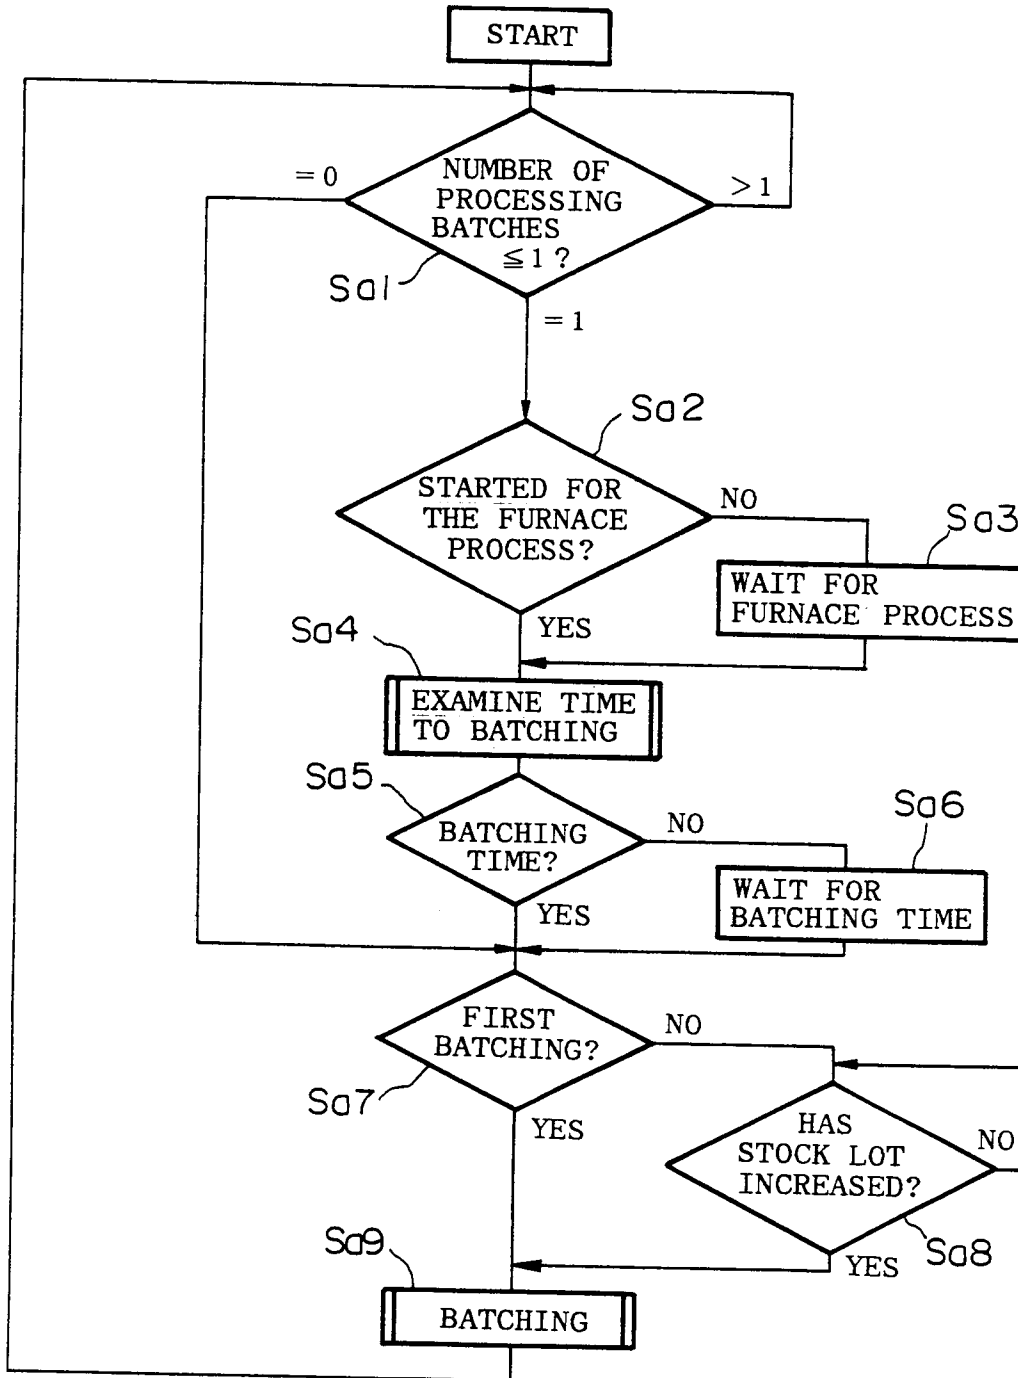 START
NUMBER OF
PROCESSING
BATCHES
≦1?
=0
>1
Sa1
=1
Sa2
STARTED FOR
THE FURNACE
PROCESS?
NO
Sa3
WAIT FOR
FURNACE PROCESS
YES
Sa4
EXAMINE TIME
TO BATCHING
Sa5
BATCHING
TIME?
NO
Sa6
WAIT FOR
BATCHING TIME
YES
FIRST
BATCHING?
NO
Sa7
YES
HAS
STOCK LOT
INCREASED?
NO
Sa8
YES
Sa9
BATCHING